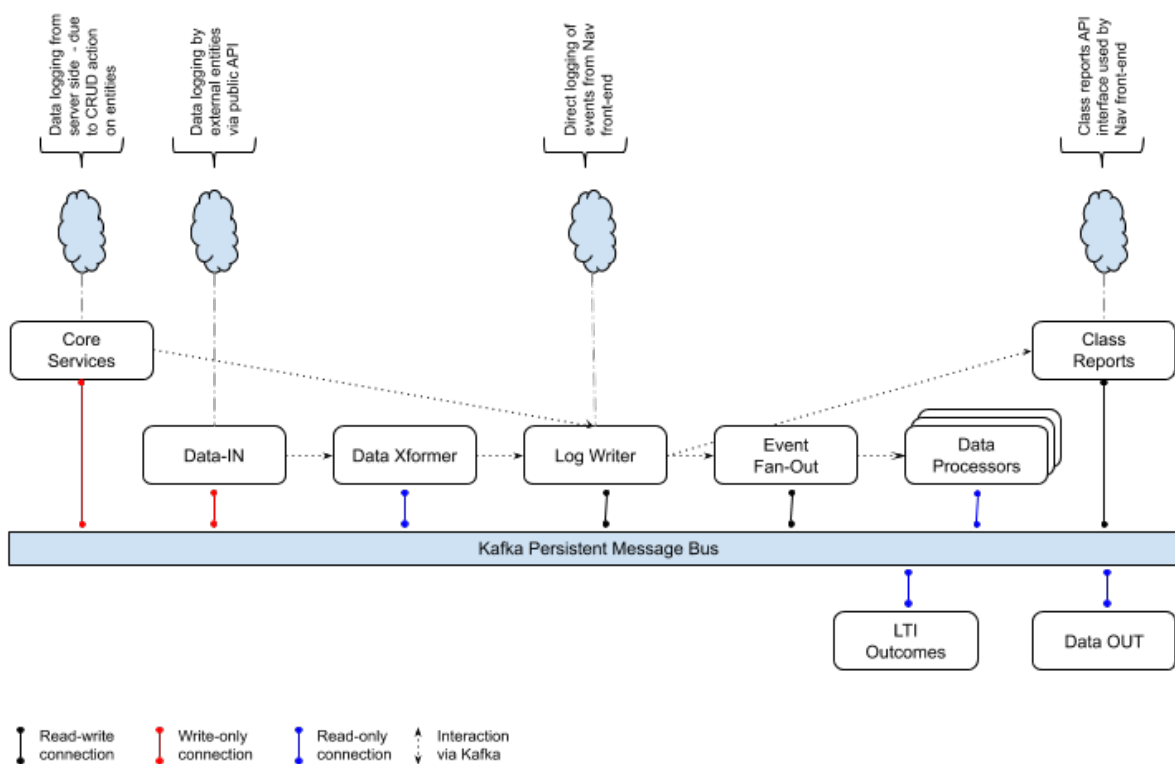 Data logging from
server side - due
to CRUD action
on entities
Data logging by
external entities
via public API
Direct logging of
events from Nav
front-end
Class reports API
interface used by
Nav front-end
Core
Services
Class
Reports
Data-IN
Data Xformer
Log Writer
Event
Fan-Out
Data
Processors
Kafka Persistent Message Bus
LTI
Outcomes
Data OUT
Read-write
connection
Write-only
connection
Read-only
connection
Interaction
via Kafka